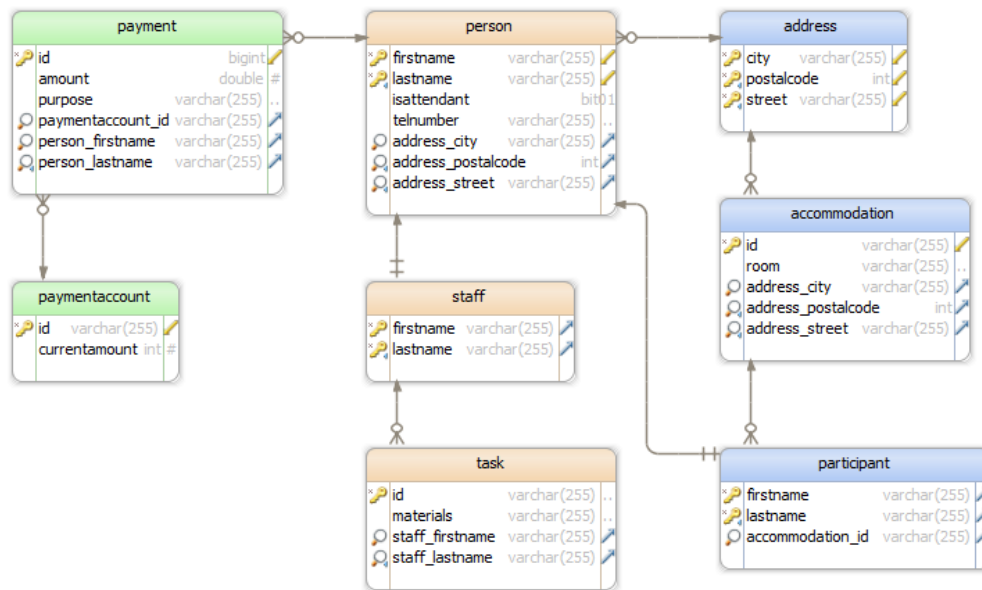 payment
id bigint
amount double #
purpose varchar(255) ..
paymentaccount_id varchar(255)
person_firstname varchar(255)
person_lastname varchar(255)
person
firstname varchar(255)
lastname varchar(255)
isattendant bit01
telnumber varchar(255) ..
address_city varchar(255)
address_postalcode int
address_street varchar(255)
address
city varchar(255)
postalcode int
street varchar(255)
paymentaccount
id varchar(255)
currentamount int #
staff
firstname varchar(255)
lastname varchar(255)
accommodation
id varchar(255)
room varchar(255) ..
address_city varchar(255)
address_postalcode int
address_street varchar(255)
task
id varchar(255) ..
materials varchar(255) ..
staff_firstname varchar(255)
staff_lastname varchar(255)
participant
firstname varchar(255)
lastname varchar(255)
accommodation_id varchar(255)